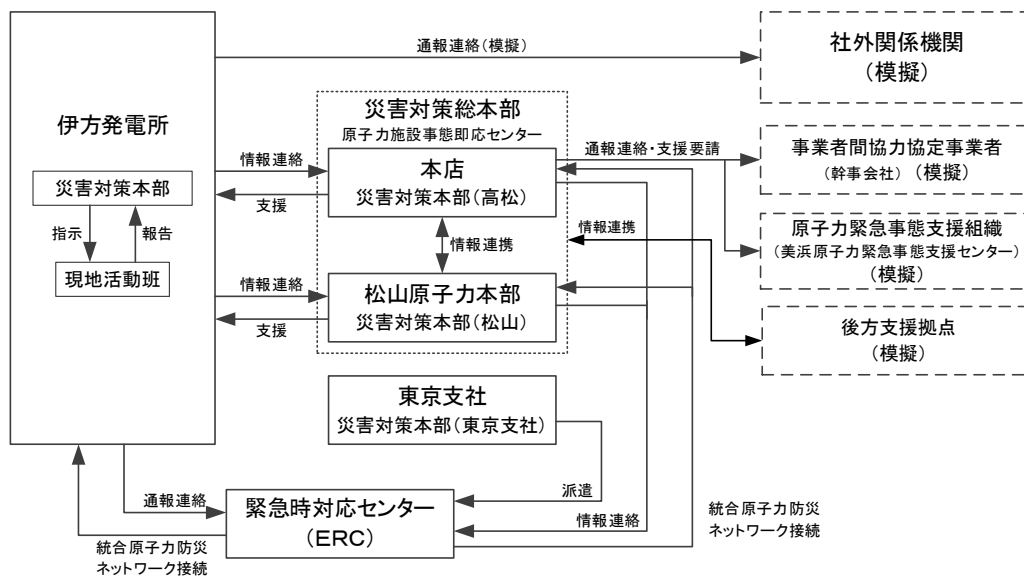 通報連絡(模擬)
社外関係機関
(模擬)
伊方発電所
災害対策本部
指示
報告
現地活動班
災害対策総本部
原子力施設事態即応センター
情報連絡
本店
災害対策本部(高松)
支援
情報連携
情報連絡
松山原子力本部
災害対策本部(松山)
支援
通報連絡・支援要請
事業者間協力協定事業者
(幹事会社)(模擬)
原子力緊急事態支援組織
(美浜原子力緊急事態支援センター)
(模擬)
情報連携
後方支援拠点
(模擬)
東京支社
災害対策本部(東京支社)
派遣
通報連絡
緊急時対応センター
(ERC)
情報連絡
統合原子力防災
ネットワーク接続
統合原子力防災
ネットワーク接続